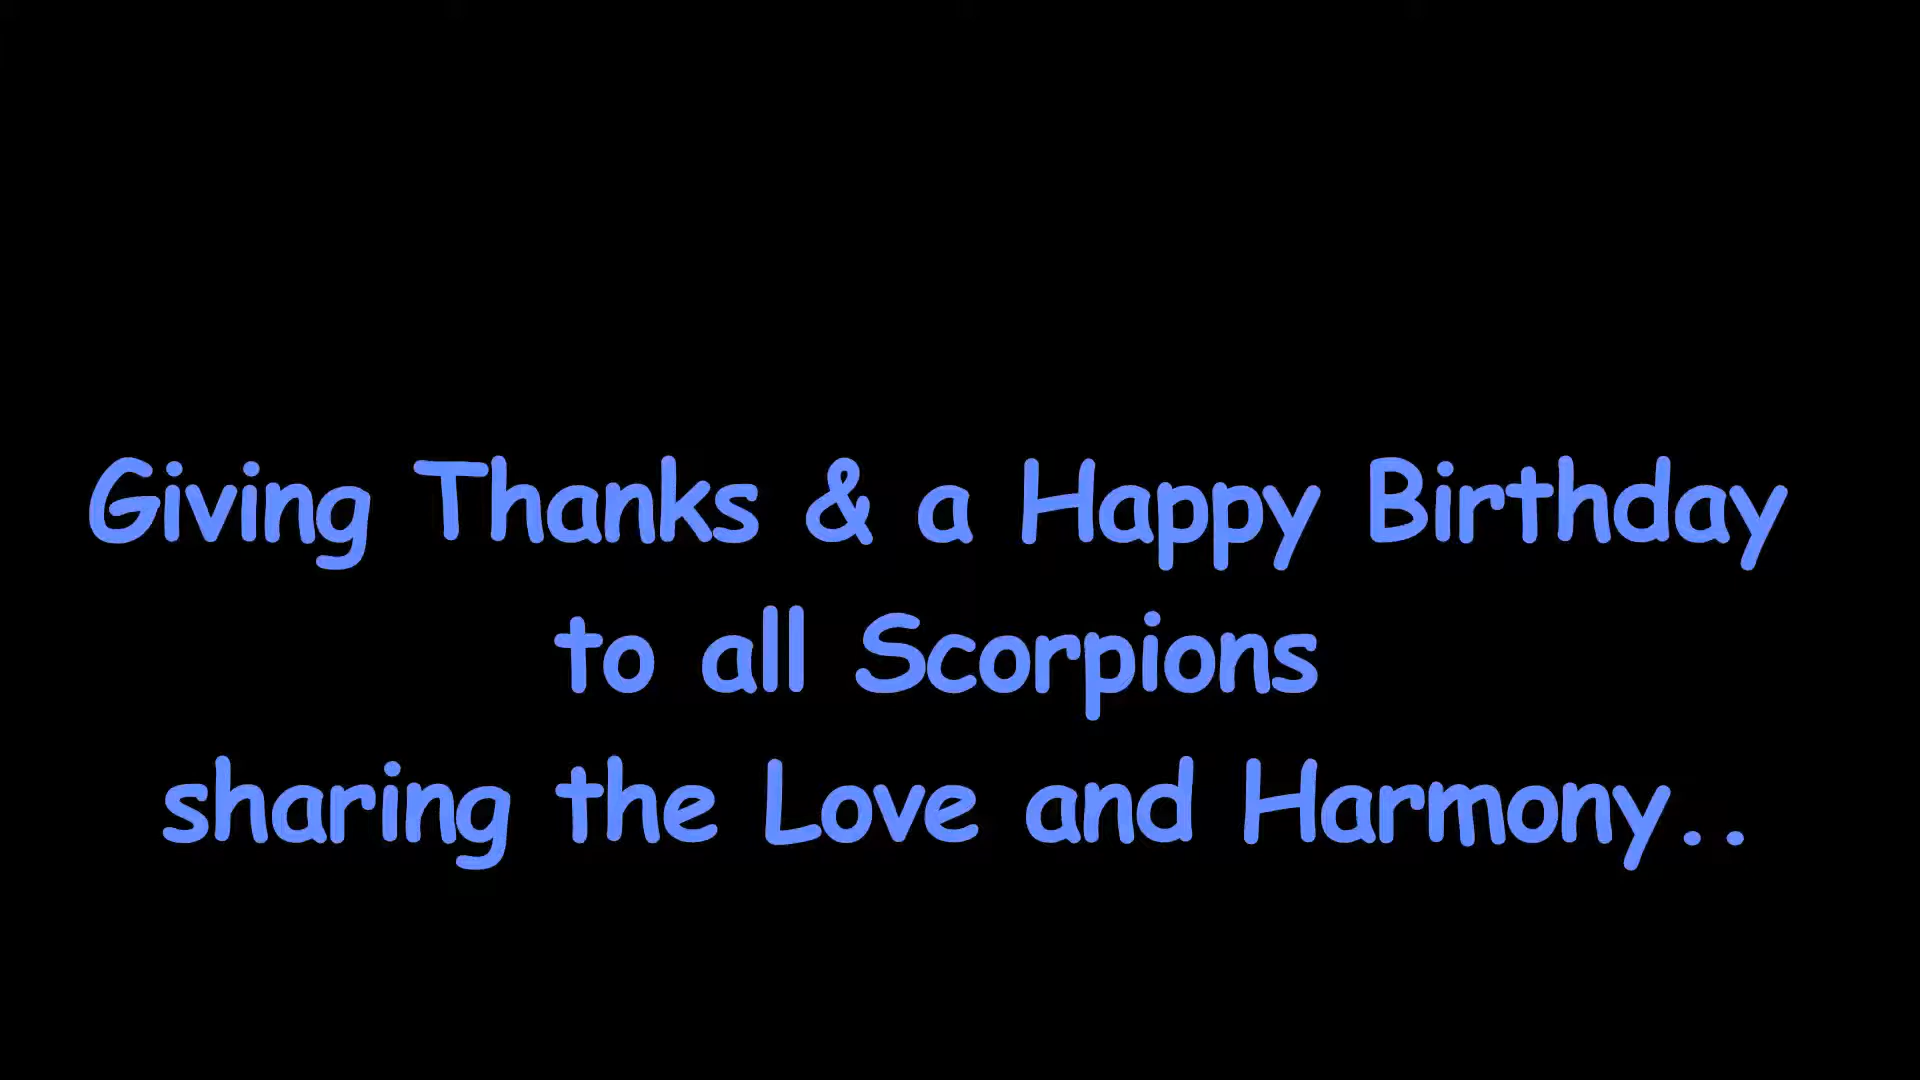 Giving Thanks & a Happy Birthday
to all Scorpions
sharing the Love and Harmony..